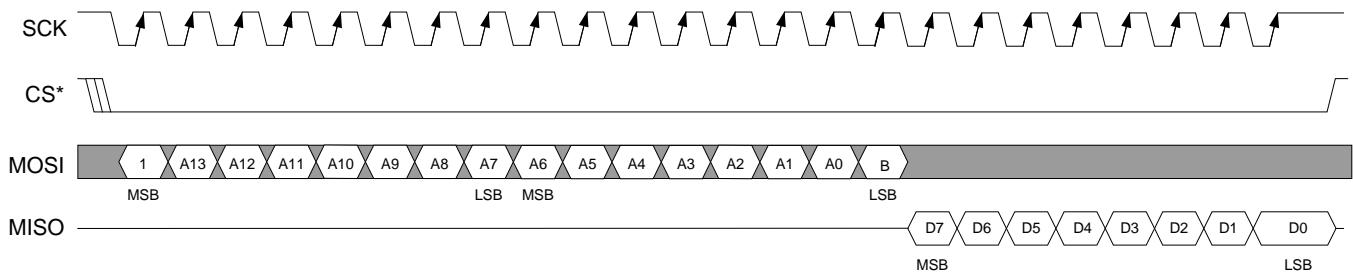 SCK
CS*
MOSI 1 A13 A12 A11 A10 A9 A8 A7 A6 A5 A4 A3 A2 A1 A0 B
MSB LSB MSB LSB
MISO D7 D6 D5 D4 D3 D2 D1 D0
MSB LSB